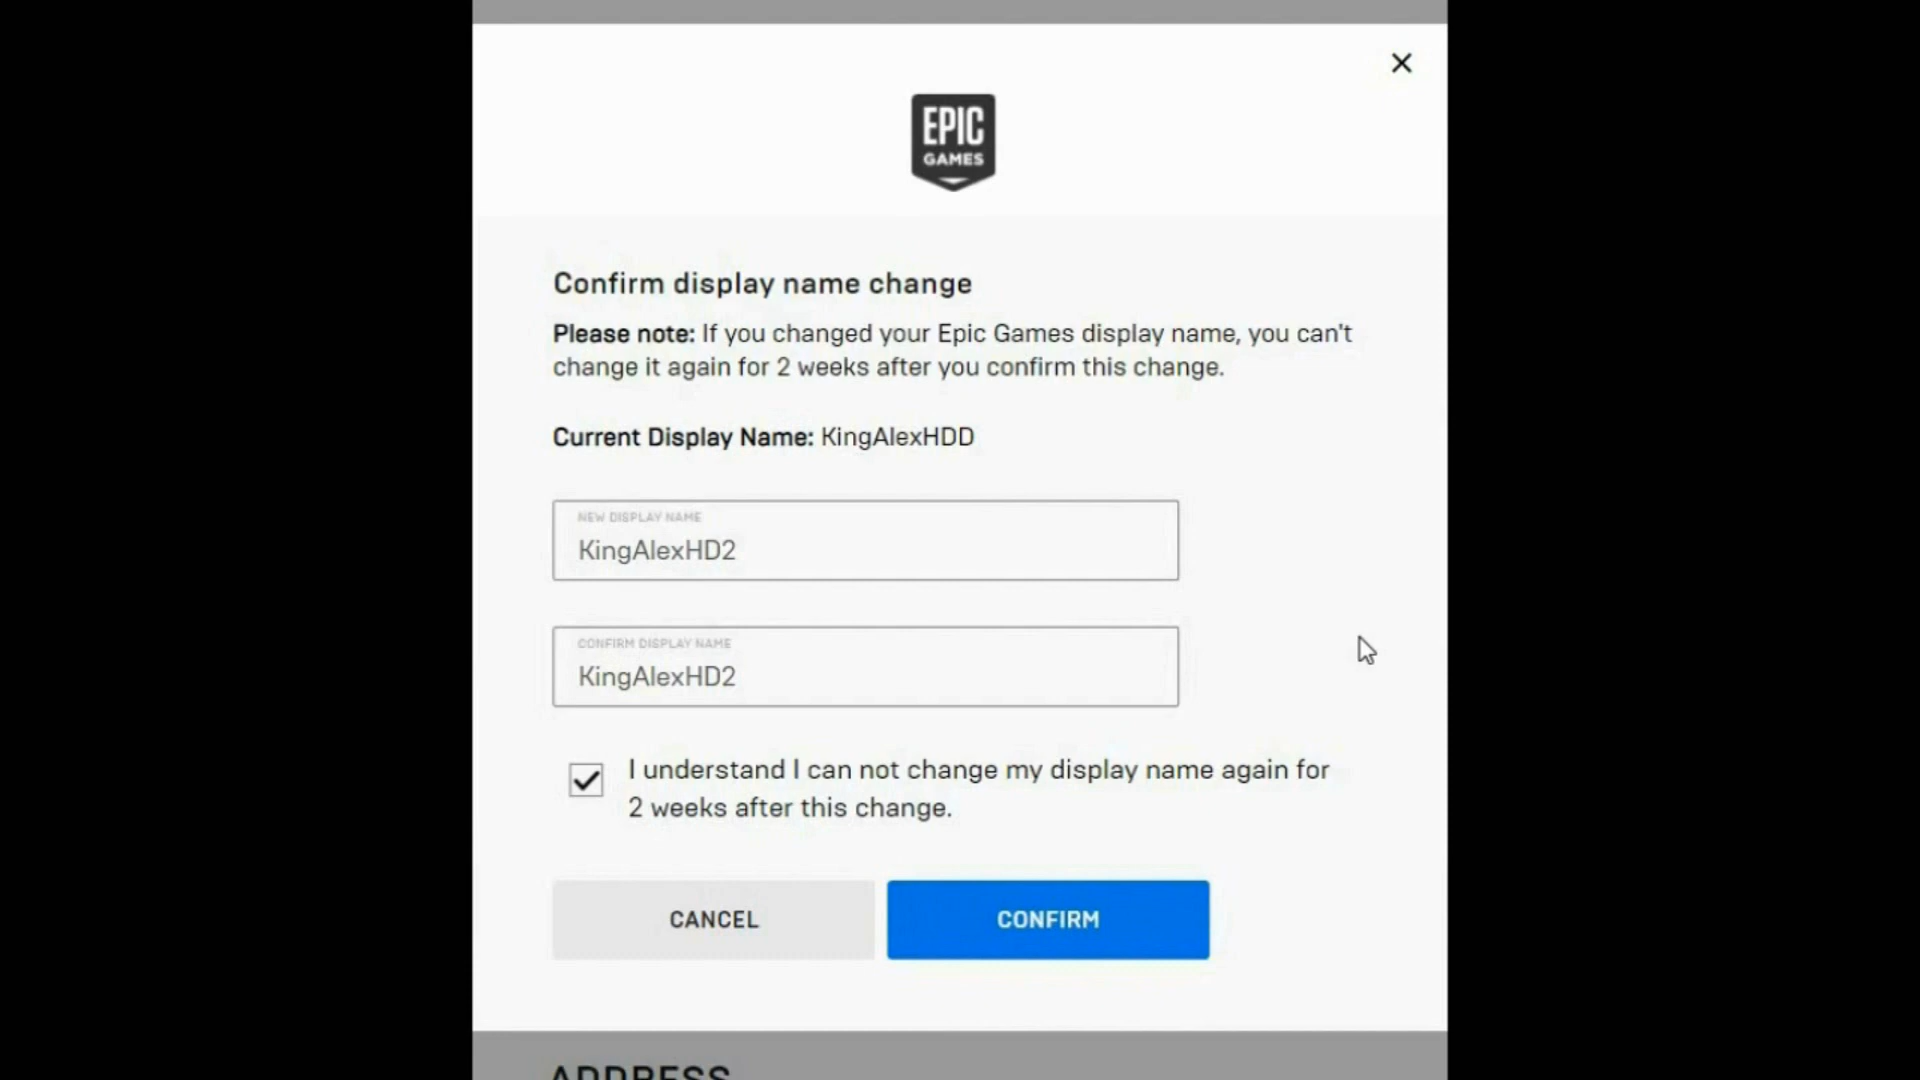 EPIC
GAMES
Confirm display name change
Please note: If you changed your Epic Games display name, you can't
change it again for 2 weeks after you confirm this change.
Current Display Name: KingAlexHDD
NEW DISPLAY NAME
KingAlexHD2
CONFIRM DISPLAY NAME
KingAlexHD2
I understand I can not change my display name again for
2 weeks after this change.
CANCEL
CONFIRM
ADDRESS